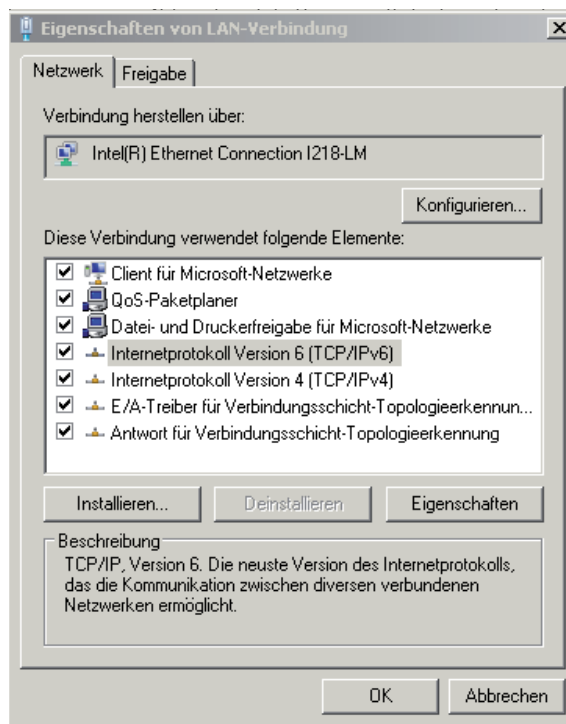 Eigenschaften von LAN-Verbindung
Netzwerk
Freigabe
Verbindung herstellen über:
Intel(R) Ethernet Connection I218-LM
Konfigurieren...
Diese Verbindung verwendet folgende Elemente:
Client für Microsoft-Netzwerke
QoS-Paketplaner
Datei- und Druckerfreigabe für Microsoft-Netzwerke
Internetprotokoll Version 6 (TCP/IPv6)
Internetprotokoll Version 4 (TCP/IPv4)
E/A-Treiber für Verbindungsschicht-Topologieerkennun...
Antwort für Verbindungsschicht-Topologieerkennung
Installieren...
Deinstallieren
Eigenschaften
Beschreibung
TCP/IP, Version 6. Die neuste Version des Internetprotokolls,
das die Kommunikation zwischen diversen verbundenen
Netzwerken ermöglicht.
OK
Abbrechen